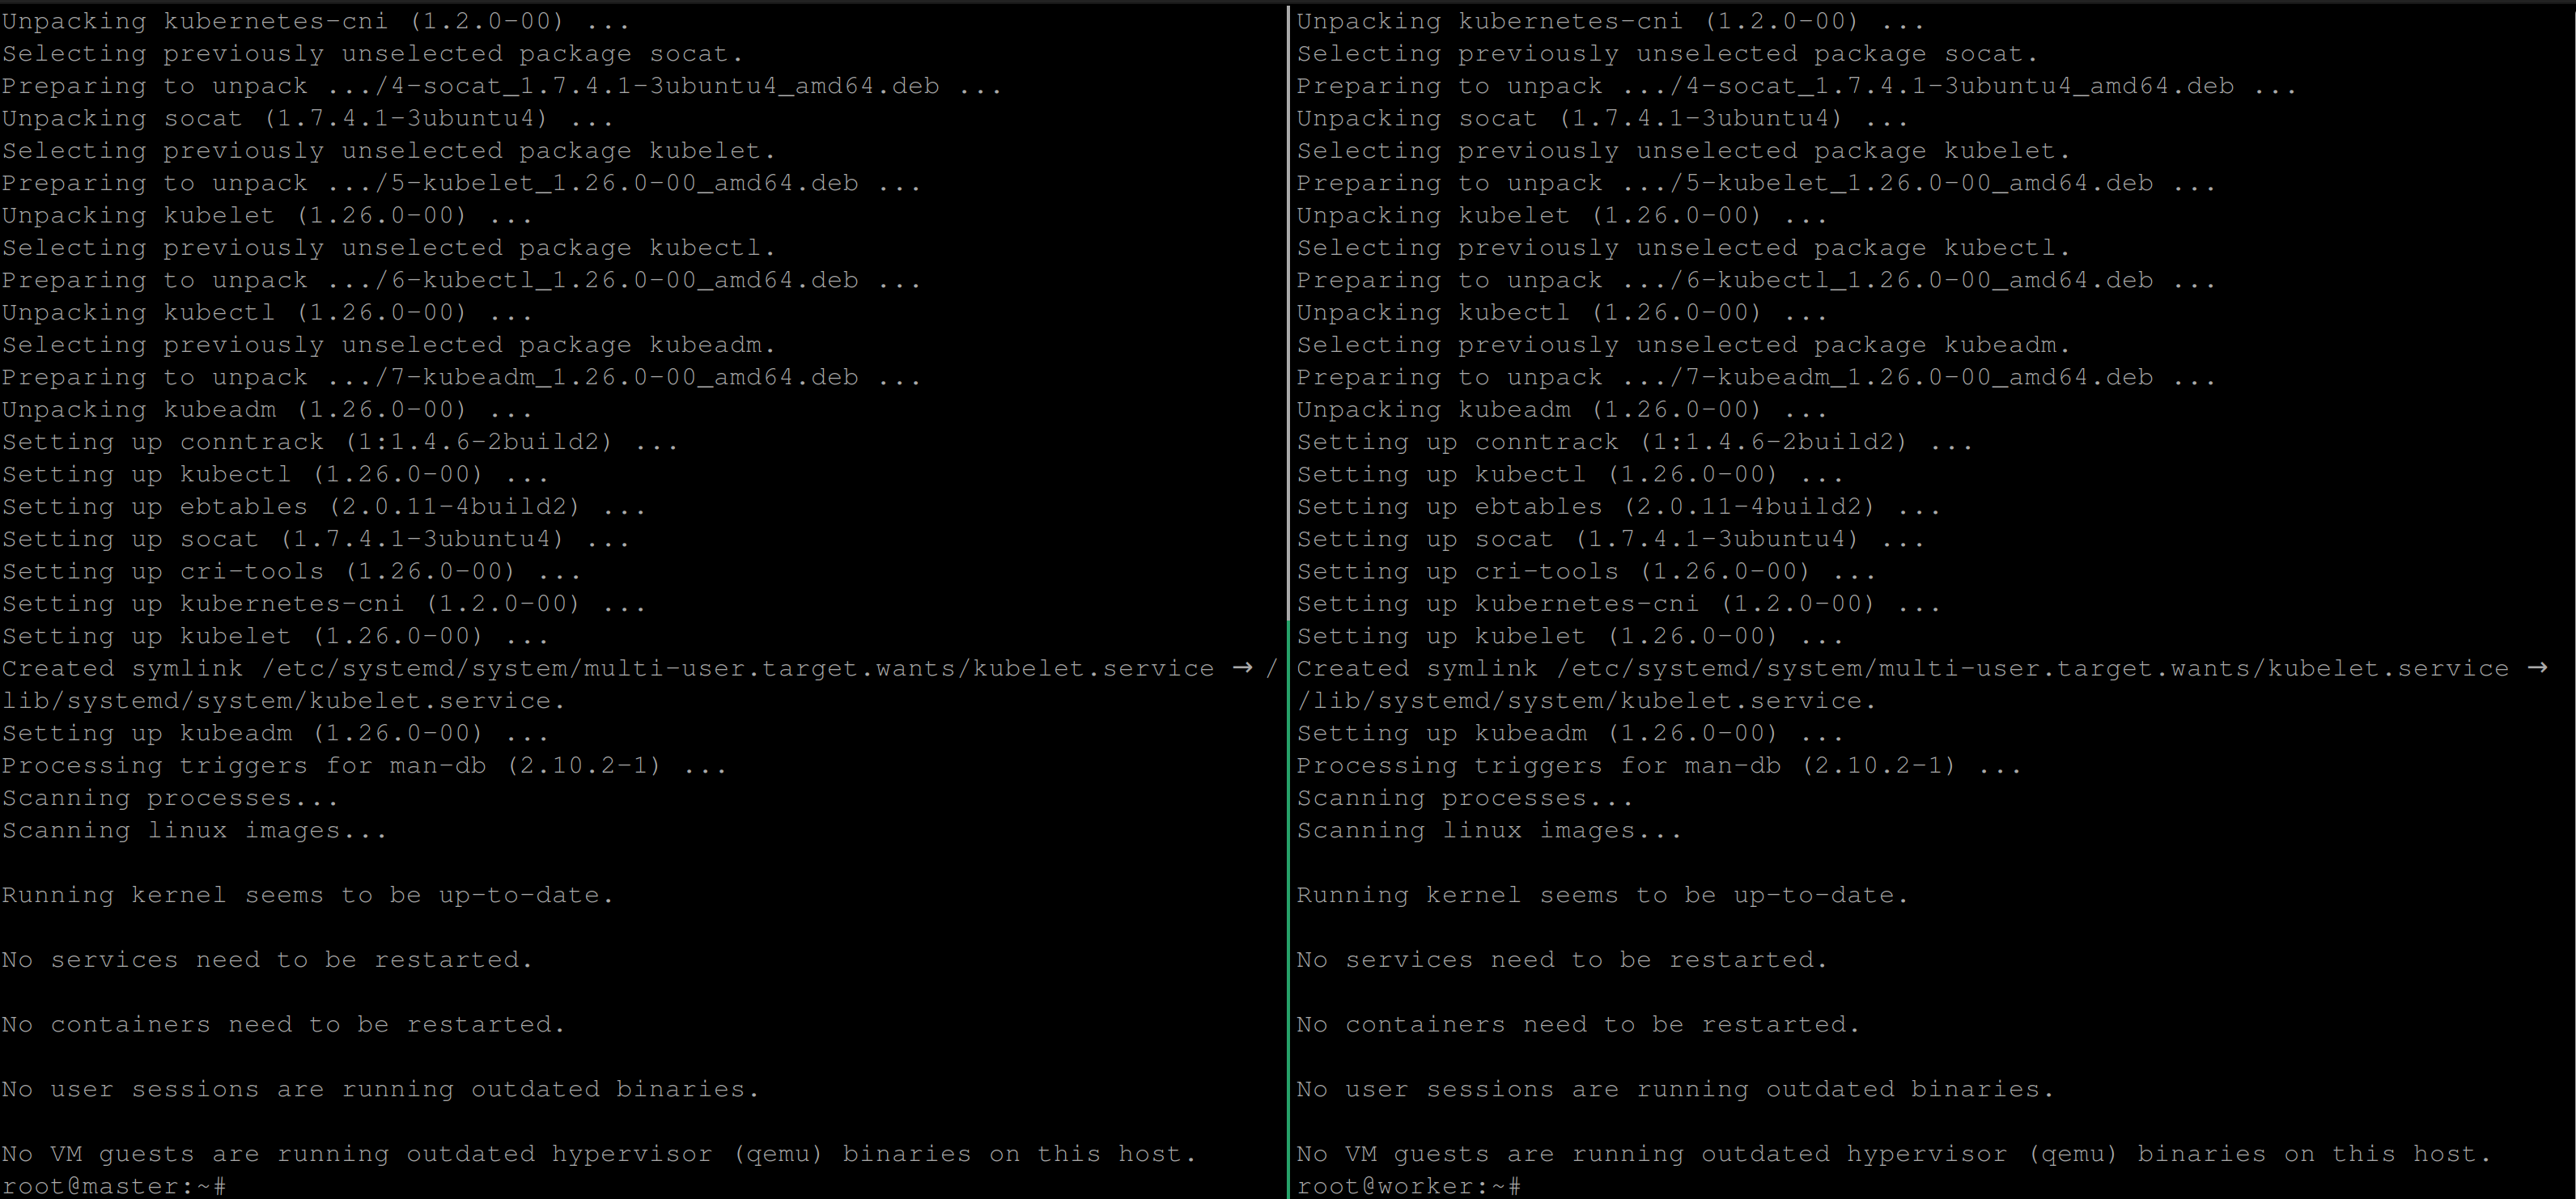 Unpacking kubernetes-cni (1.2.0-00) ...
Selecting previously unselected package socat.
Preparing to unpack .../4-socat_1.7.4.1-3ubuntu4_amd64.deb ...
Unpacking socat (1.7.4.1-3ubuntu4) ...
Selecting previously unselected package kubelet.
Preparing to unpack .../5-kubelet_1.26.0-00_amd64.deb ...
Unpacking kubelet (1.26.0-00) ...
Selecting previously unselected package kubectl.
Preparing to unpack .../6-kubectl_1.26.0-00_amd64.deb ...
Unpacking kubectl (1.26.0-00) ...
Selecting previously unselected package kubeadm.
Preparing to unpack .../7-kubeadm_1.26.0-00_amd64.deb ...
Unpacking kubeadm (1.26.0-00) ...
Setting up conntrack (1:1.4.6-2build2) ...
Setting up kubectl (1.26.0-00) ...
Setting up ebtables (2.0.11-4build2) ...
Setting up socat (1.7.4.1-3ubuntu4) ...
Setting up cri-tools (1.26.0-00) ...
Setting up kubernetes-cni (1.2.0-00) ...
Setting up kubelet (1.26.0-00) ...
Created symlink /etc/systemd/system/multi-user.target.wants/kubelet.service → /
lib/systemd/system/kubelet.service.
Setting up kubeadm (1.26.0-00) ...
Processing triggers for man-db (2.10.2-1) ...
Scanning processes...
Scanning linux images...
Running kernel seems to be up-to-date.
No services need to be restarted.
No containers need to be restarted.
No user sessions are running outdated binaries.
No VM guests are running outdated hypervisor (qemu) binaries on this host.
root@master:~#
Unpacking kubernetes-cni (1.2.0-00) ...
Selecting previously unselected package socat.
Preparing to unpack .../4-socat_1.7.4.1-3ubuntu4_amd64.deb ...
Unpacking socat (1.7.4.1-3ubuntu4) ...
Selecting previously unselected package kubelet.
Preparing to unpack .../5-kubelet_1.26.0-00_amd64.deb ...
Unpacking kubelet (1.26.0-00) ...
Selecting previously unselected package kubectl.
Preparing to unpack .../6-kubectl_1.26.0-00_amd64.deb ...
Unpacking kubectl (1.26.0-00) ...
Selecting previously unselected package kubeadm.
Preparing to unpack .../7-kubeadm_1.26.0-00_amd64.deb ...
Unpacking kubeadm (1.26.0-00) ...
Setting up conntrack (1:1.4.6-2build2) ...
Setting up kubectl (1.26.0-00) ...
Setting up ebtables (2.0.11-4build2) ...
Setting up socat (1.7.4.1-3ubuntu4) ...
Setting up cri-tools (1.26.0-00) ...
Setting up kubernetes-cni (1.2.0-00) ...
Setting up kubelet (1.26.0-00) ...
Created symlink /etc/systemd/system/multi-user.target.wants/kubelet.service →
/lib/systemd/system/kubelet.service.
Setting up kubeadm (1.26.0-00) ...
Processing triggers for man-db (2.10.2-1) ...
Scanning processes...
Scanning linux images...
Running kernel seems to be up-to-date.
No services need to be restarted.
No containers need to be restarted.
No user sessions are running outdated binaries.
No VM guests are running outdated hypervisor (qemu) binaries on this host.
root@worker:~#